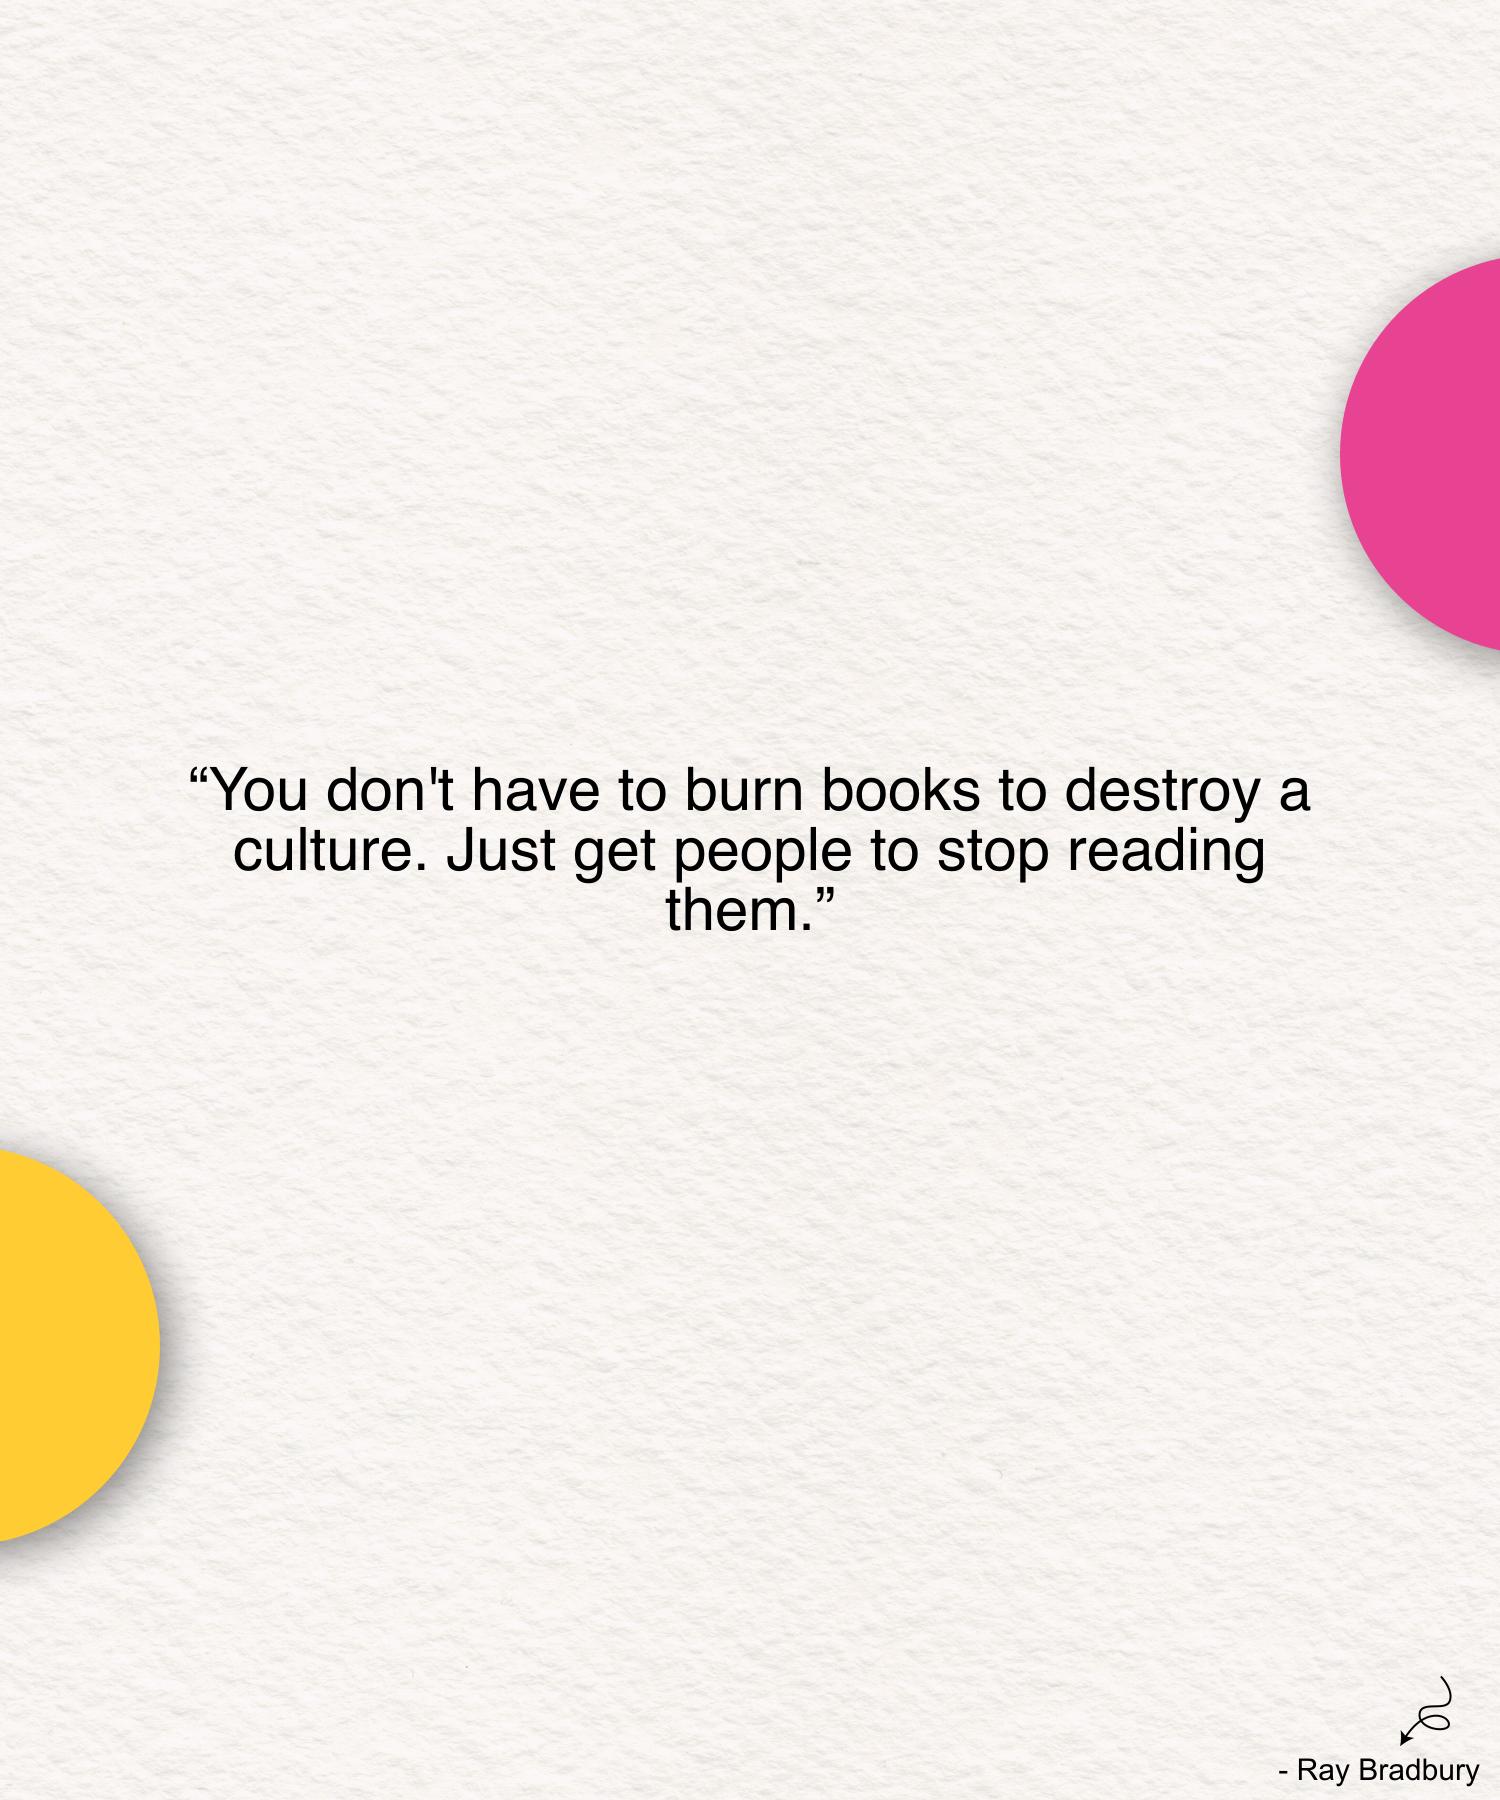 “You don't have to burn books to destroy a
culture. Just get people to stop reading
them.”
- Ray Bradbury